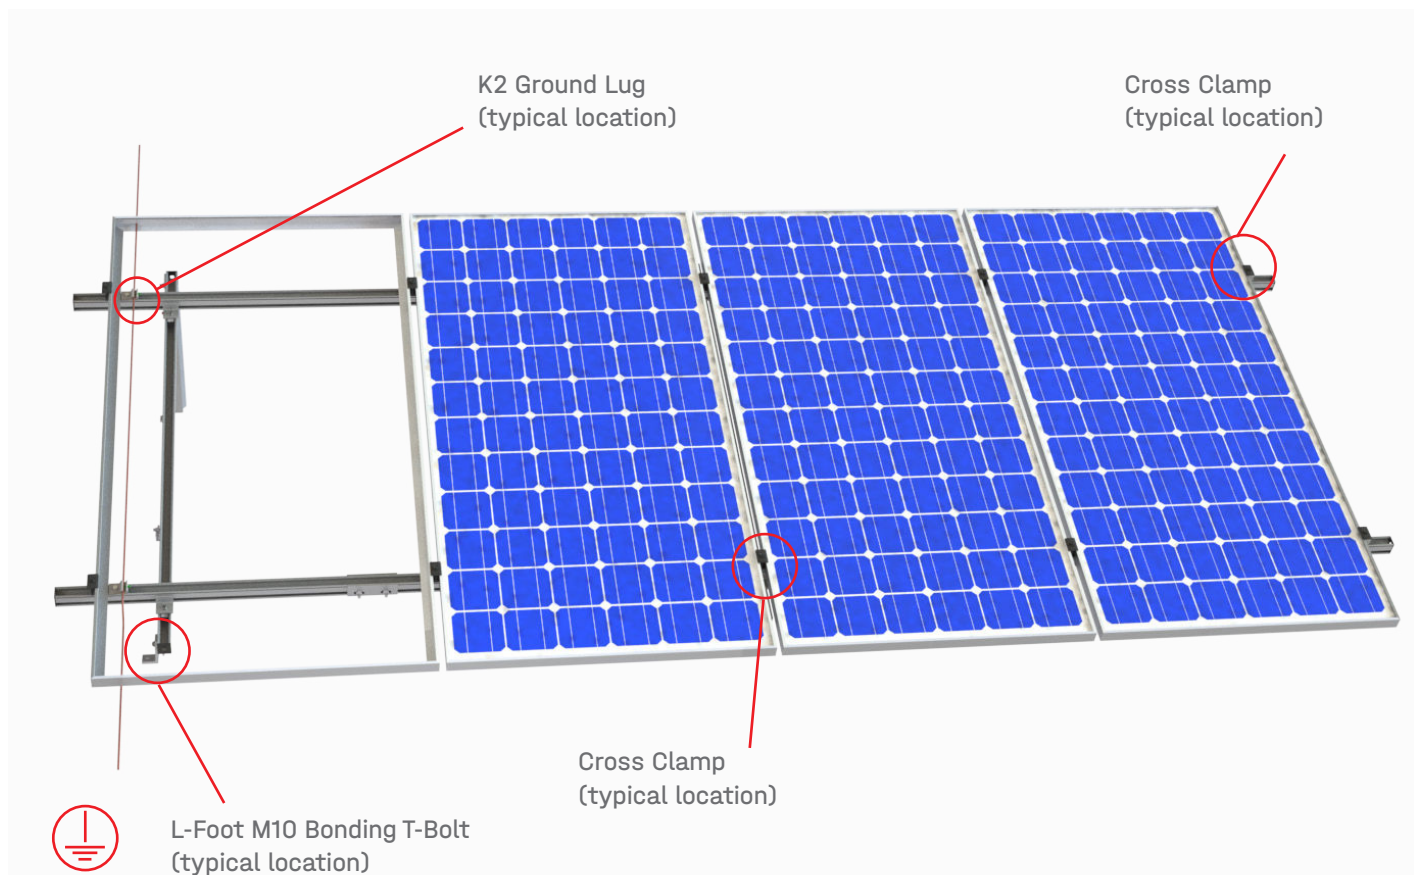 K2 Ground Lug
(typical location)
Cross Clamp
(typical location)
Cross Clamp
(typical location)
L-Foot M10 Bonding T-Bolt
(typical location)